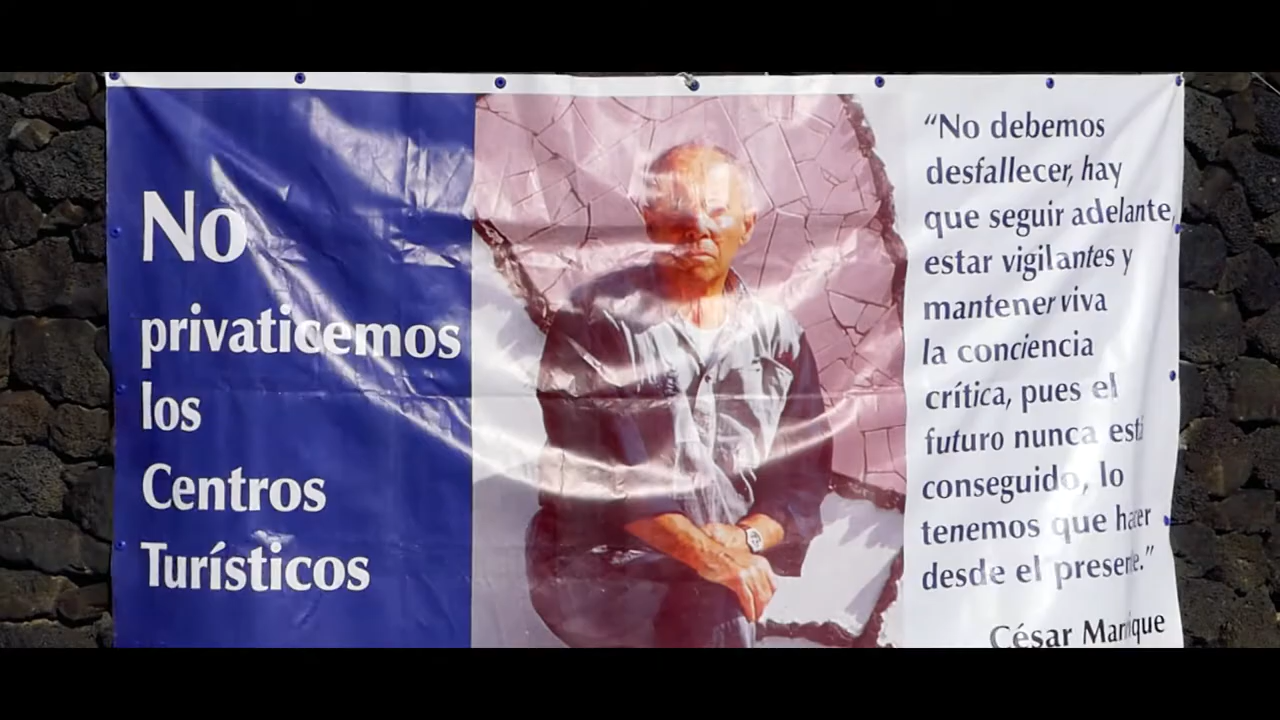 No
privaticemos
los
Centros
Turísticos
“No debemos
desfallecer, hay
que seguir adelante,
estar vigilantes y
mantener viva
la conciencia
crítica, pues el
futuro nunca está
conseguido, lo
tenemos que hacer
desde el presente.”
César Manrique